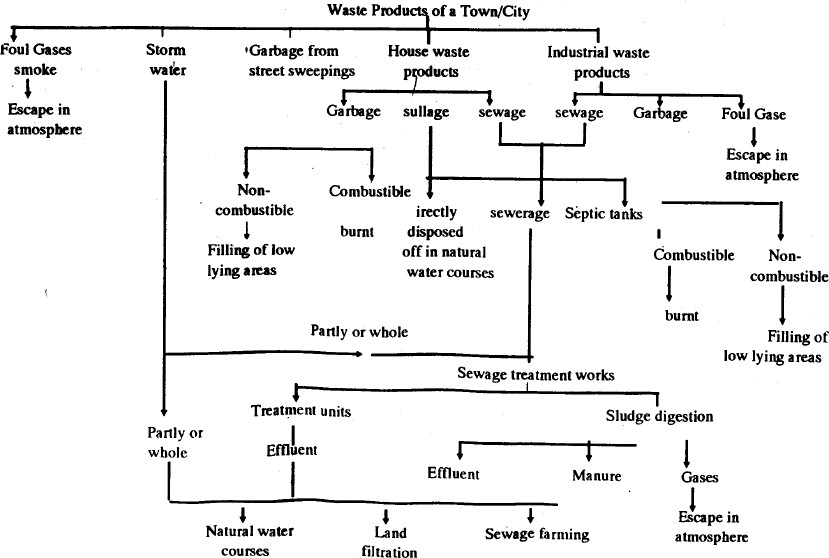 Waste Products of a Town/City
Foul Gases
smoke
Storm
water
Garbage from
street sweepings
House waste
products
Industrial waste
products
Escape in
atmosphere
Garbage
sullage
sewage
sewage
Garbage
Foul Gase
Escape in
atmosphere
Non-
combustible
Combustible
irectly
disposed
off in natural
water courses
sewerage
Septic tanks
burnt
Filling of low
lying areas
Combustible
Non-
combustible
burnt
Filling of
low lying areas
Partly or whole
Sewage treatment works
Treatment units
Sludge digestion
Partly or
whole
Effluent
Effluent
Manure
Gases
Natural water
courses
Land
filtration
Sewage farming
Escape in
atmosphere